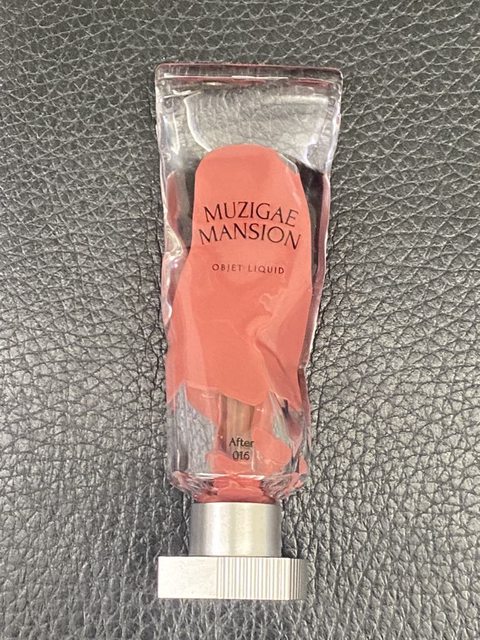 MUZIGAE
MANSION
OBJET LIQUID
After
016